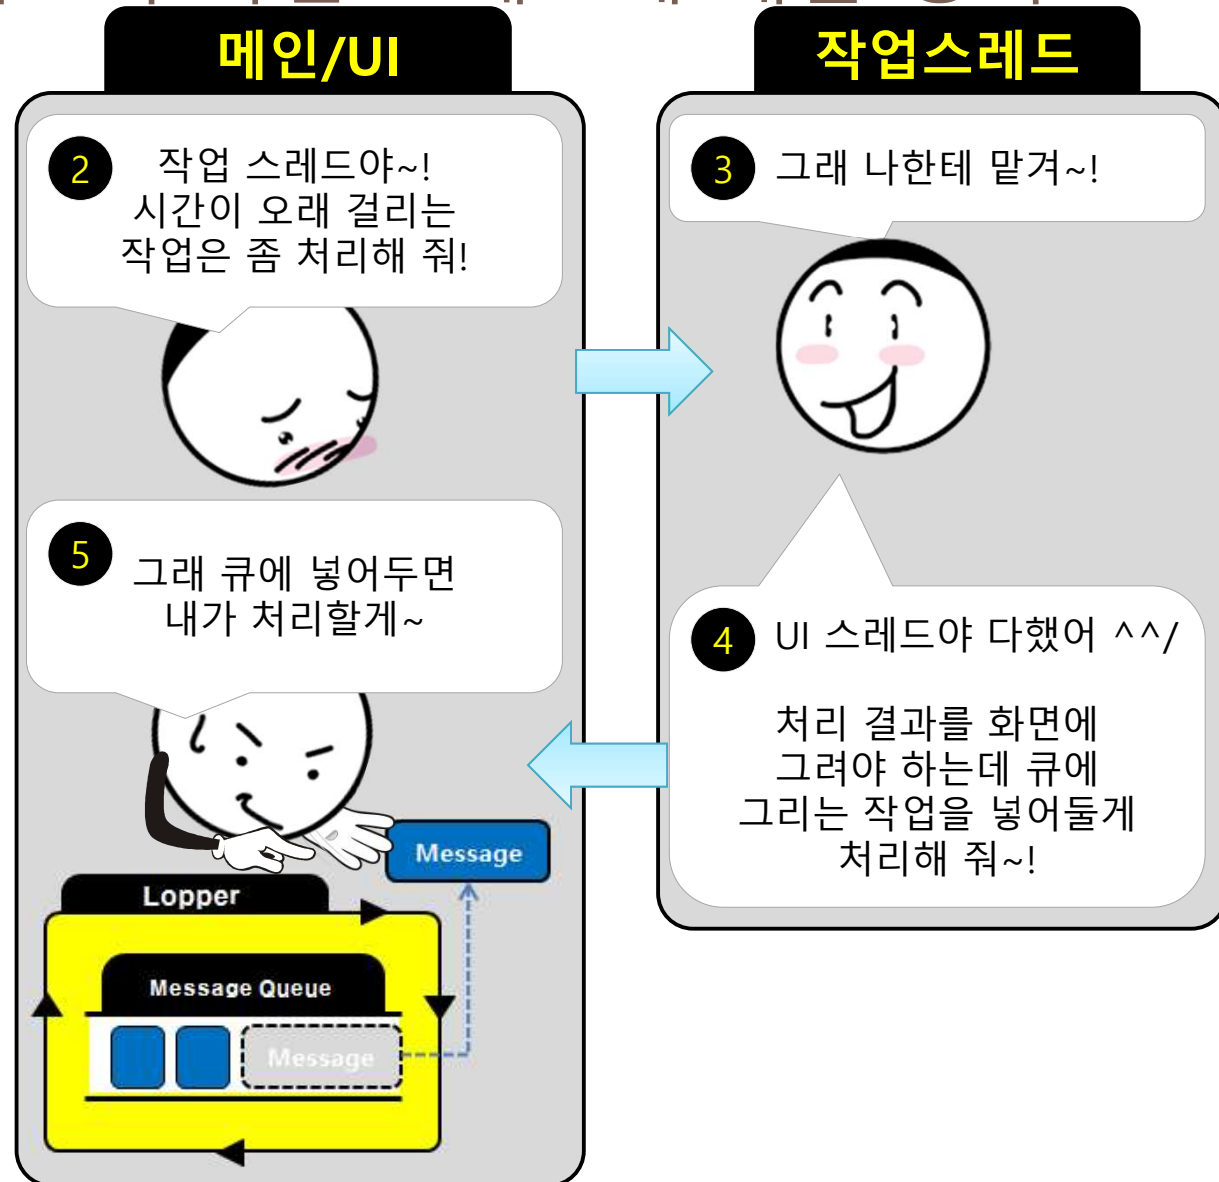 메인/UI
2
작업 스레드야~!
시간이 오래 걸리는
작업은 좀 처리해 줘!
5
그래 큐에 넣어두면
내가 처리할게~
Message
Lopper
Message Queue
Message
작업스레드
3
그래 나한테 맡겨~!
4
UI 스레드야 다했어 ^^/
처리 결과를 화면에
그려야 하는데 큐에
그리는 작업을 넣어둘게
처리해 줘~!